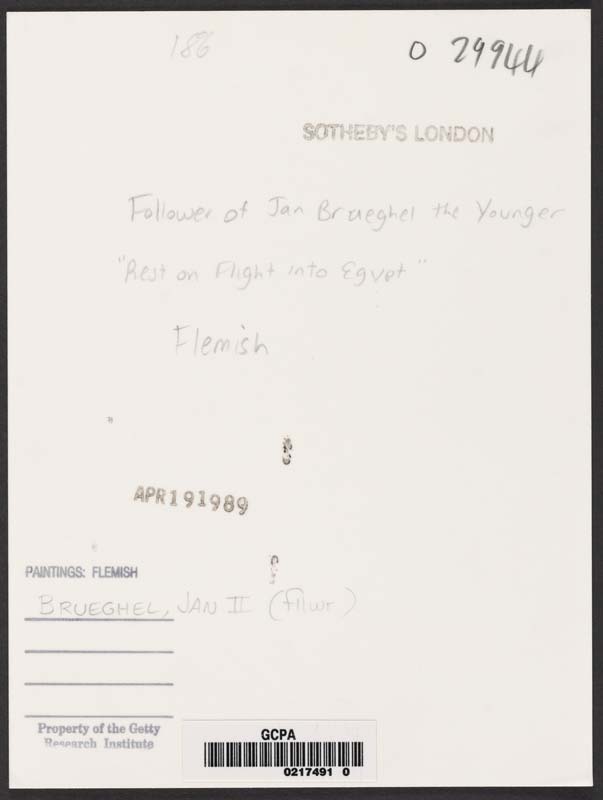 186
0 29944
SOTHEBY'S LONDON
Follower of Jan Brueghel the Younger
"Rest on Flight into Egypt"
Flemish
APR 19 1989
PAINTINGS: FLEMISH
BRUEGHEL, JAN II (fllwr)
Property of the Getty
Research Institute
GCPA
0217491 0